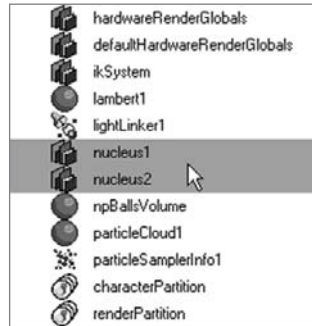 hardwareRenderGlobals
defaultHardwareRenderGlobals
ikSystem
lambert1
lightLinker1
nucleus1
nucleus2
npBallsVolume
particleCloud1
particleSamplerInfo1
characterPartition
renderPartition